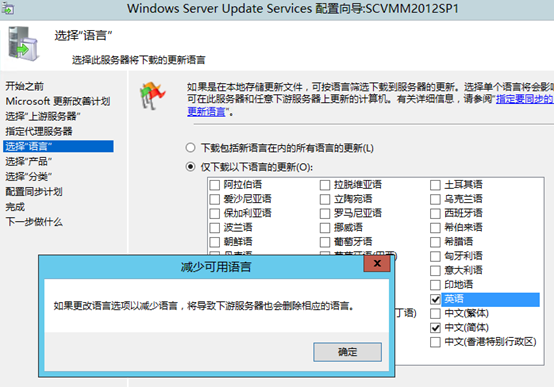 Windows Server Update Services 配置向导:SCVMM2012SP1
选择“语言”
选择此服务器将下载的更新语言
开始之前
Microsoft 更新改善计划
选择“上游服务器”
指定代理服务器
选择“语言”
选择“产品”
选择“分类”
配置同步计划
完成
下一步做什么
如果是在本地存储更新文件，可按语言筛选下载到服务器的更新。选择单个语言将会影
可在此服务器和任意下游服务器上更新的计算机。有关详细信息，请参阅“指定要同步的
更新语言”。
下载包括新语言在内的所有语言的更新(L)
仅下载以下语言的更新(O):
阿拉伯语 拉脱维亚语 土耳其语
爱沙尼亚语 立陶宛语 乌克兰语
保加利亚语 罗马尼亚语 西班牙语
波兰语 挪威语 希伯来语
朝鲜语 葡萄牙语 希腊语
匈牙利语
意大利语
印地语
英语
丁语) 中文(繁体)
中文(简体)
中文(香港特别行政区)
减少可用语言
如果更改语言选项以减少语言，将导致下游服务器也会删除相应的语言。
确定